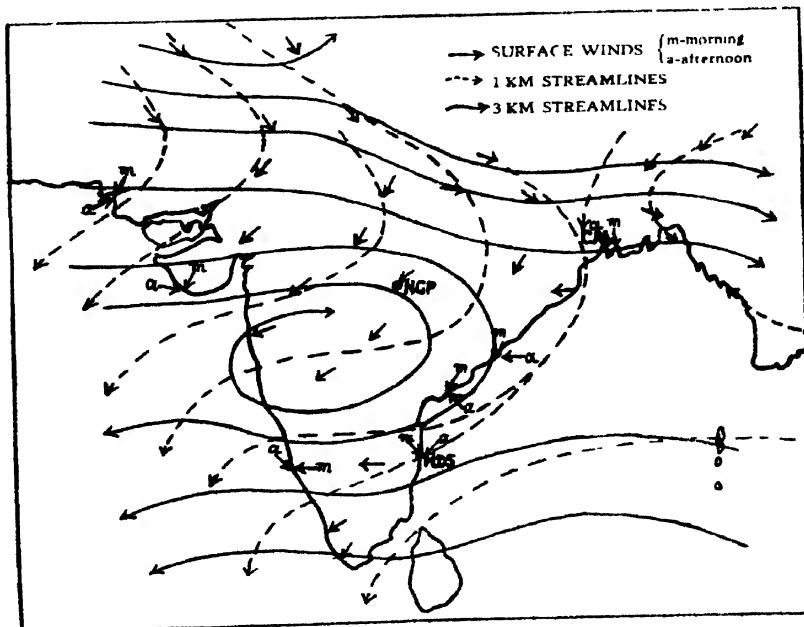 SURFACE WINDS { m-morning
a-afternoon
1 KM STREAMLINES
3 KM STREAMLINES
m
a
a m
m
a
NGP
m
a
m
a
m a
MDS
a
m